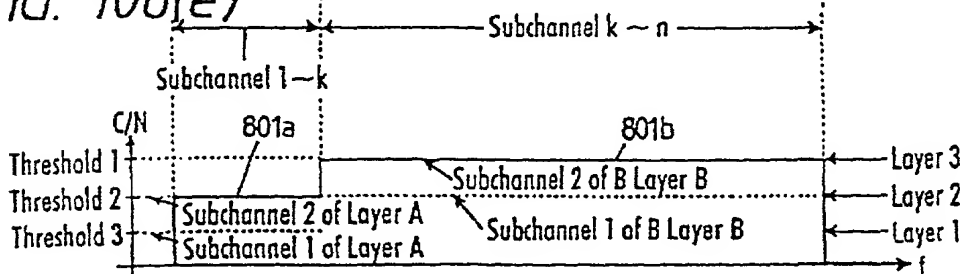 Subchannel k ~ n
Subchannel 1~k
C/N
801a
801b
Threshold 1
Layer 3
Subchannel 2 of B Layer B
Threshold 2
Layer 2
Subchannel 2 of Layer A
Subchannel 1 of B Layer B
Threshold 3
Layer 1
Subchannel 1 of Layer A
f